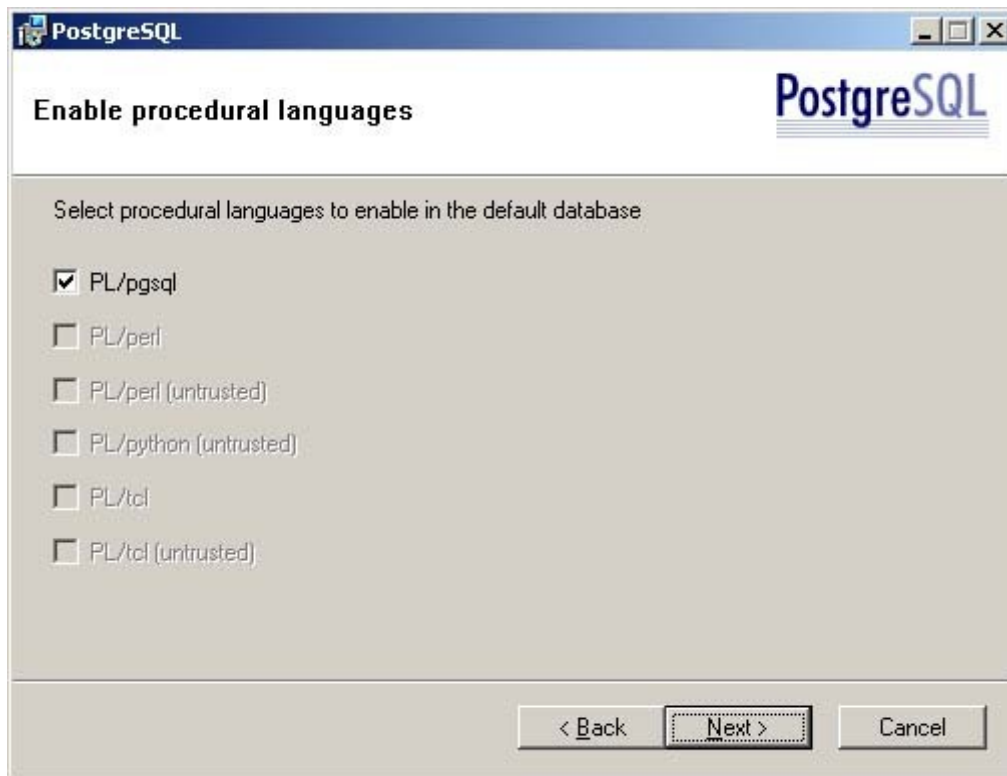 PostgreSQL
Enable procedural languages
PostgreSQL
Select procedural languages to enable in the default database
PL/pgsql
PL/perl
PL/perl (untrusted)
PL/python (untrusted)
PL/tcl
PL/tcl (untrusted)
< Back
Next >
Cancel